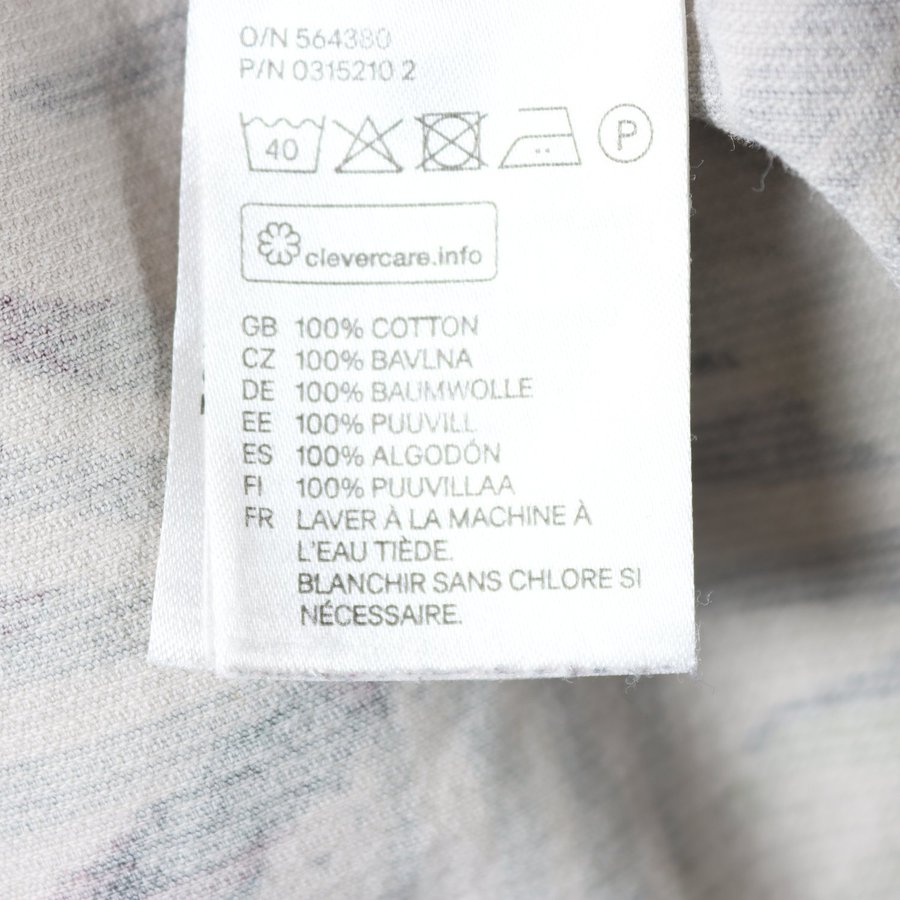 O/N 564380
P/N 0315210 2
40
P
clevercare.info
GB 100% COTTON
CZ 100% BAVLNA
DE 100% BAUMWOLLE
EE 100% PUUVILL
ES 100% ALGODÓN
FI 100% PUUVILLAA
FR LAVER À LA MACHINE À
L'EAU TIÈDE.
BLANCHIR SANS CHLORE SI
NÉCESSAIRE.